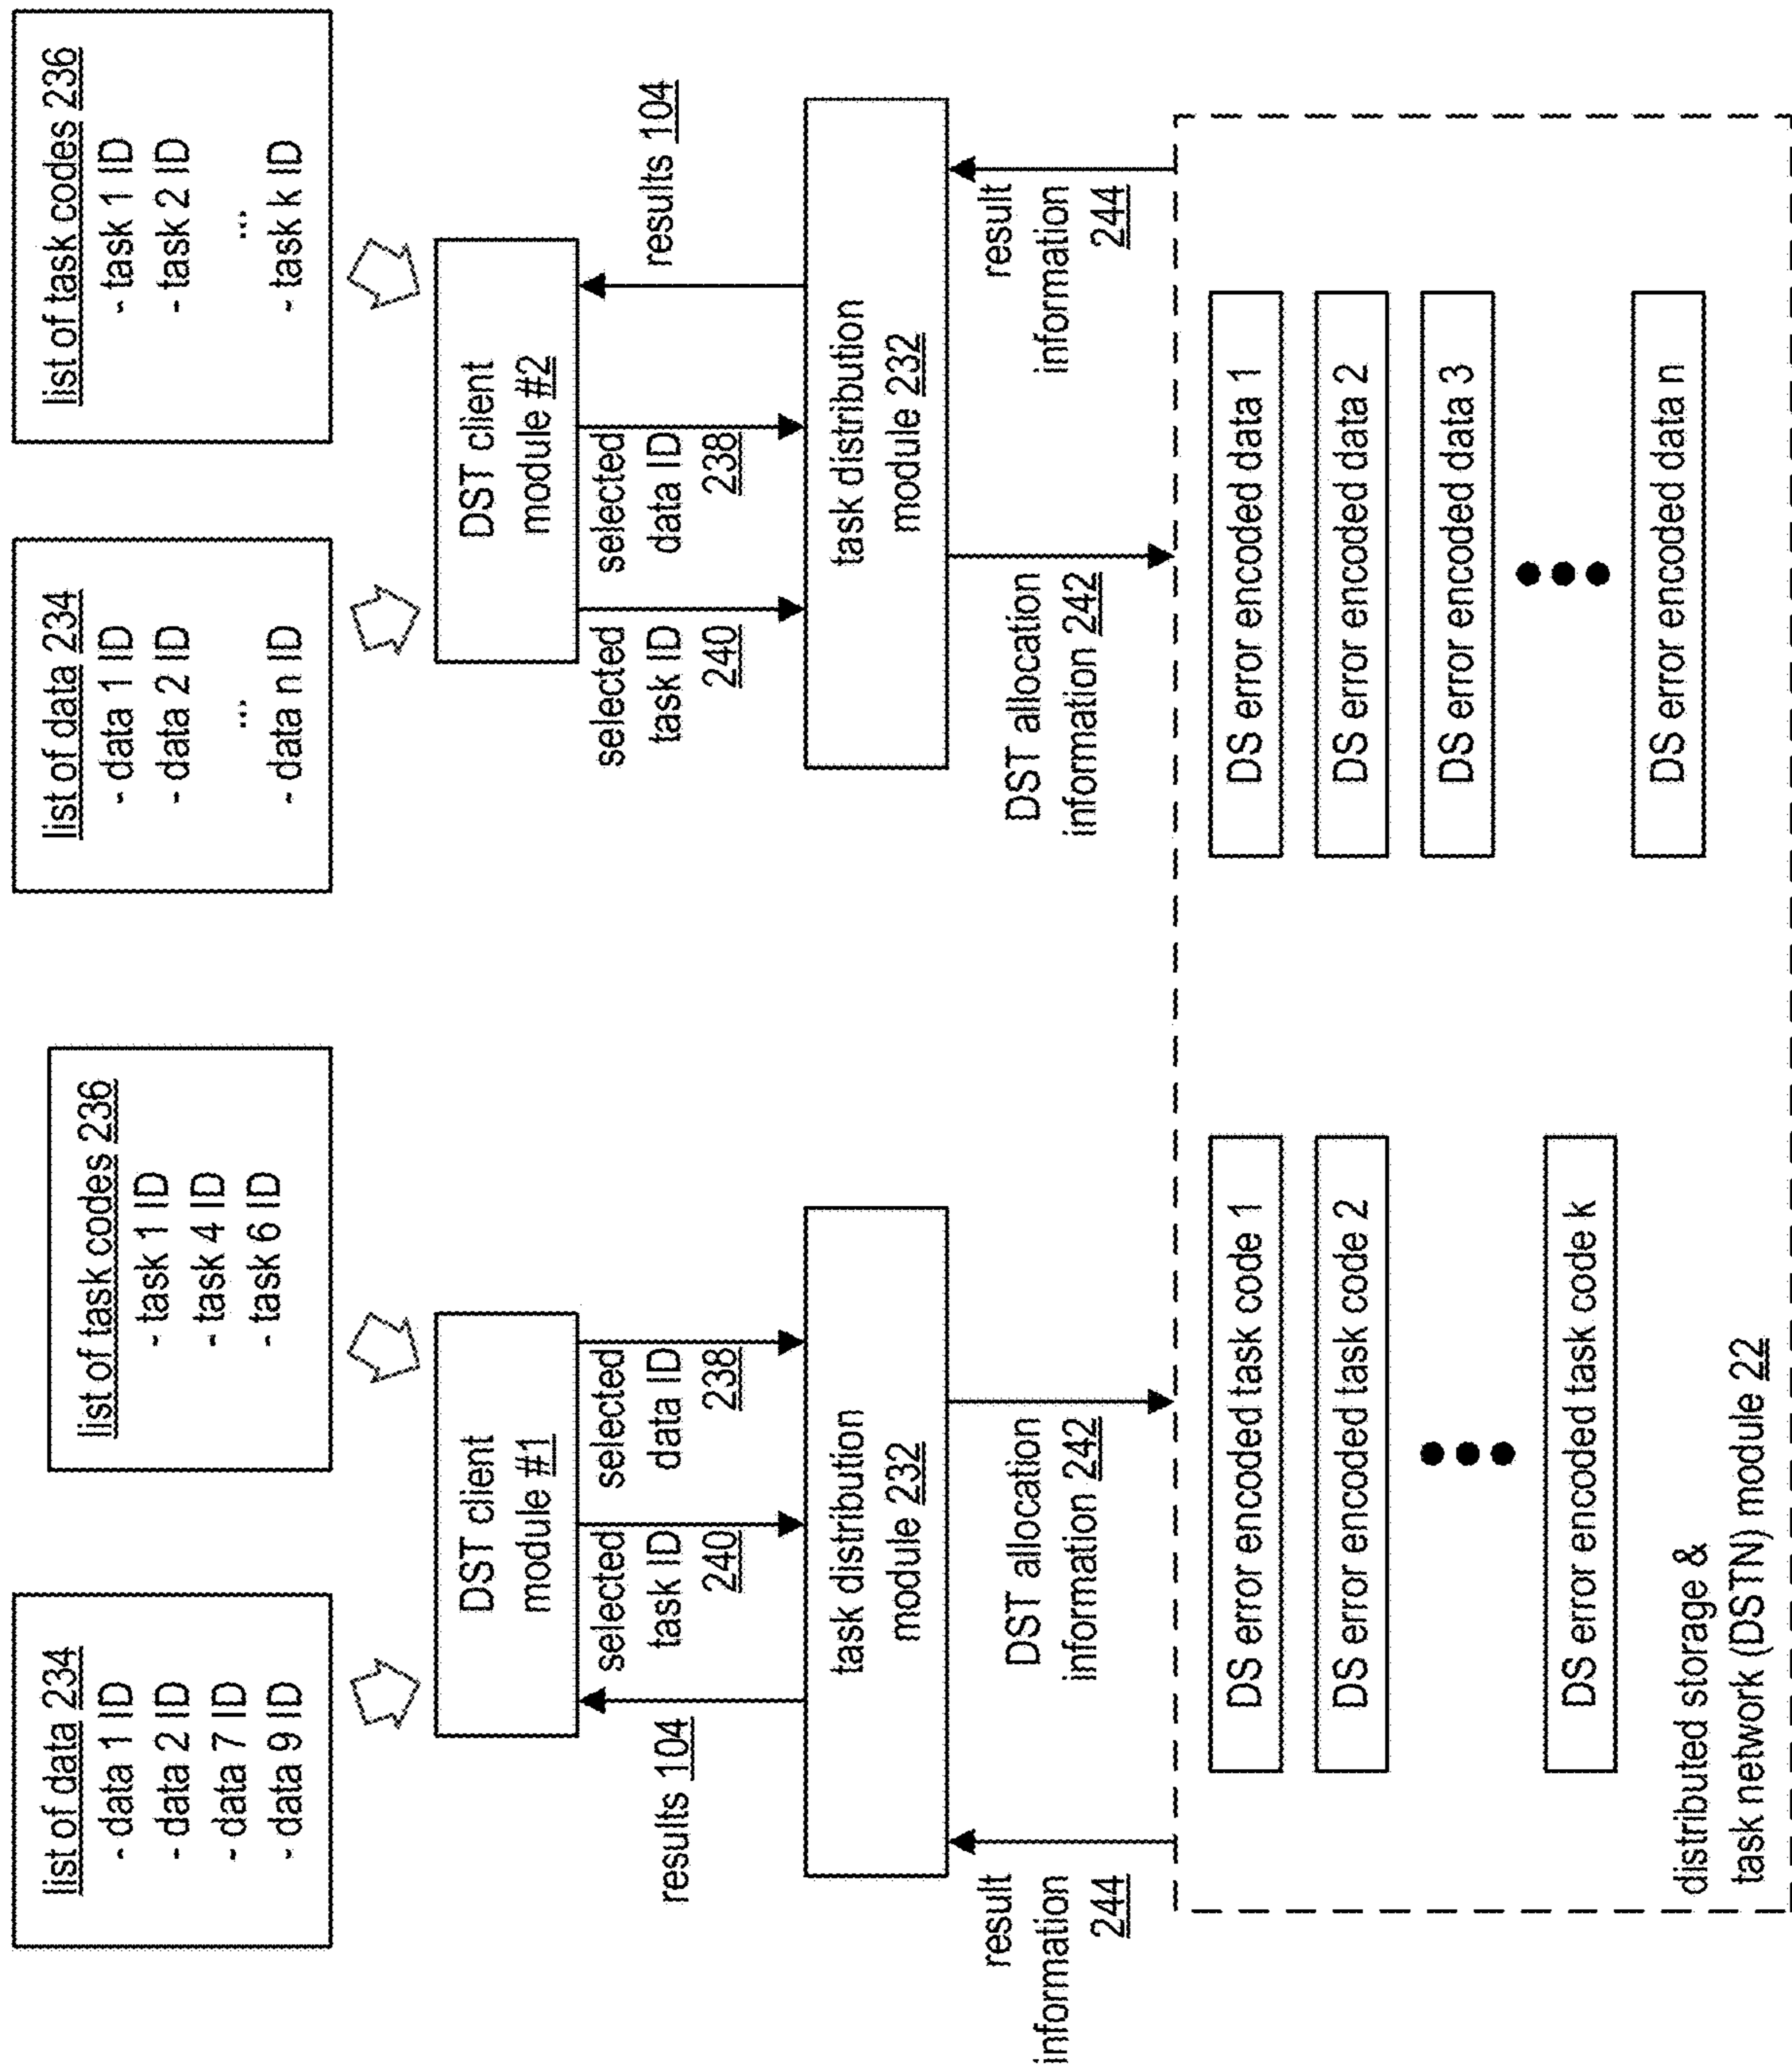 list of data 234
- data 1 ID
- data 2 ID
- data 7 ID
- data 9 ID
list of task codes 236
- task 1 ID
- task 4 ID
- task 6 ID
list of data 234
- data 1 ID
- data 2 ID
...
- data n ID
list of task codes 236
- task 1 ID
- task 2 ID
...
- task k ID
DST client
module #1
DST client
module #2
results 104
selected
task ID
240
selected
data ID
238
selected
task ID
240
selected
data ID
238
results 104
task distribution
module 232
task distribution
module 232
result
information
244
DST allocation
information 242
DST allocation
information 242
result
information
244
DS error encoded task code 1
DS error encoded task code 2
DS error encoded task code k
DS error encoded data 1
DS error encoded data 2
DS error encoded data 3
DS error encoded data n
distributed storage &
task network (DSTN) module 22